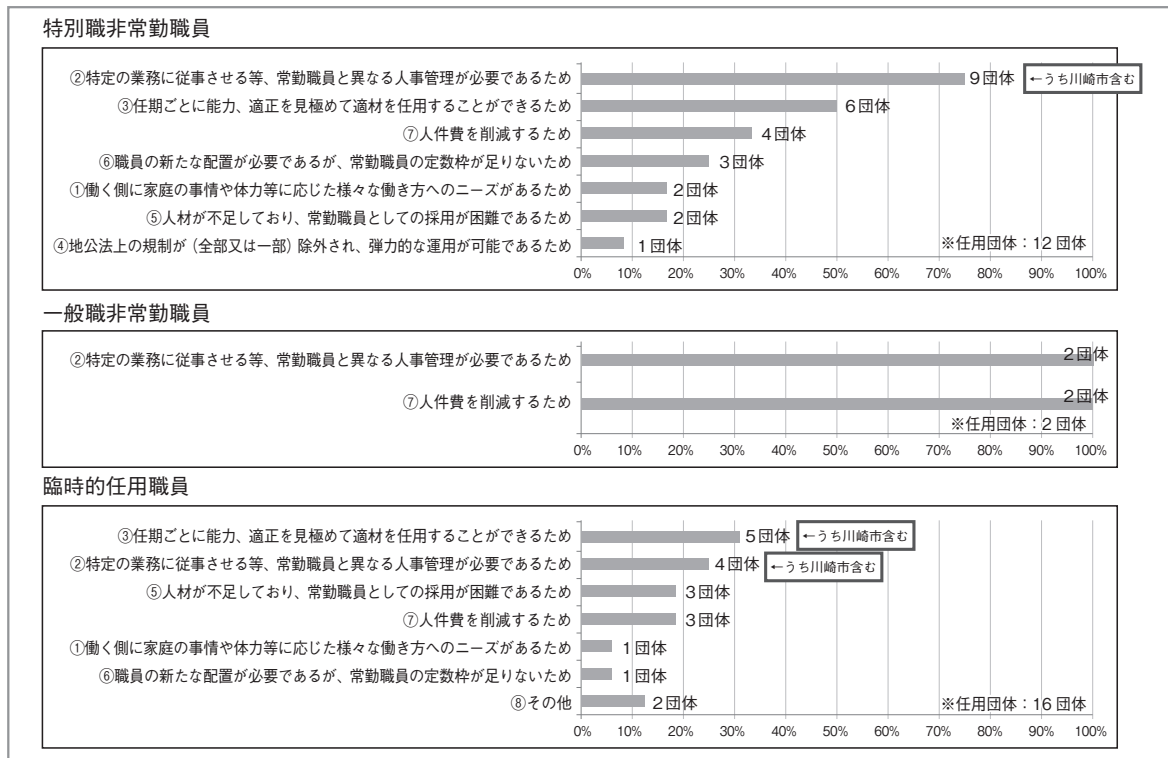 特別職非常勤職員
②特定の業務に従事させる等、常勤職員と異なる人事管理が必要であるため 9団体 ←うち川崎市含む
③任期ごとに能力、適正を見極めて適材を任用することができるため 6団体
⑦人件費を削減するため 4団体
⑥職員の新たな配置が必要であるが、常勤職員の定数枠が足りないため 3団体
①働く側に家庭の事情や体力等に応じた様々な働き方へのニーズがあるため 2団体
⑤人材が不足しており、常勤職員としての採用が困難であるため 2団体
④地公法上の規制が（全部又は一部）除外され、弾力的な運用が可能であるため 1団体 ※任用団体：12団体
0% 10% 20% 30% 40% 50% 60% 70% 80% 90% 100%
一般職非常勤職員
②特定の業務に従事させる等、常勤職員と異なる人事管理が必要であるため 2団体
⑦人件費を削減するため 2団体
※任用団体：2団体
0% 10% 20% 30% 40% 50% 60% 70% 80% 90% 100%
臨時的任用職員
③任期ごとに能力、適正を見極めて適材を任用することができるため 5団体 ←うち川崎市含む
②特定の業務に従事させる等、常勤職員と異なる人事管理が必要であるため 4団体 ←うち川崎市含む
⑤人材が不足しており、常勤職員としての採用が困難であるため 3団体
⑦人件費を削減するため 3団体
①働く側に家庭の事情や体力等に応じた様々な働き方へのニーズがあるため 1団体
⑥職員の新たな配置が必要であるが、常勤職員の定数枠が足りないため 1団体
⑧その他 2団体 ※任用団体：16団体
0% 10% 20% 30% 40% 50% 60% 70% 80% 90% 100%